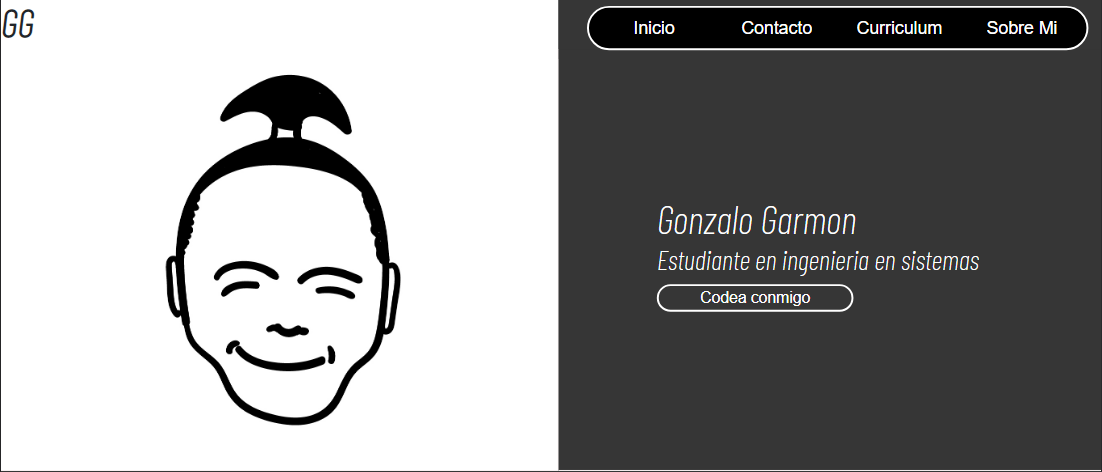 GG
Inicio Contacto Curriculum Sobre Mi
Gonzalo Garmon
Estudiante en ingenieria en sistemas
Codea conmigo